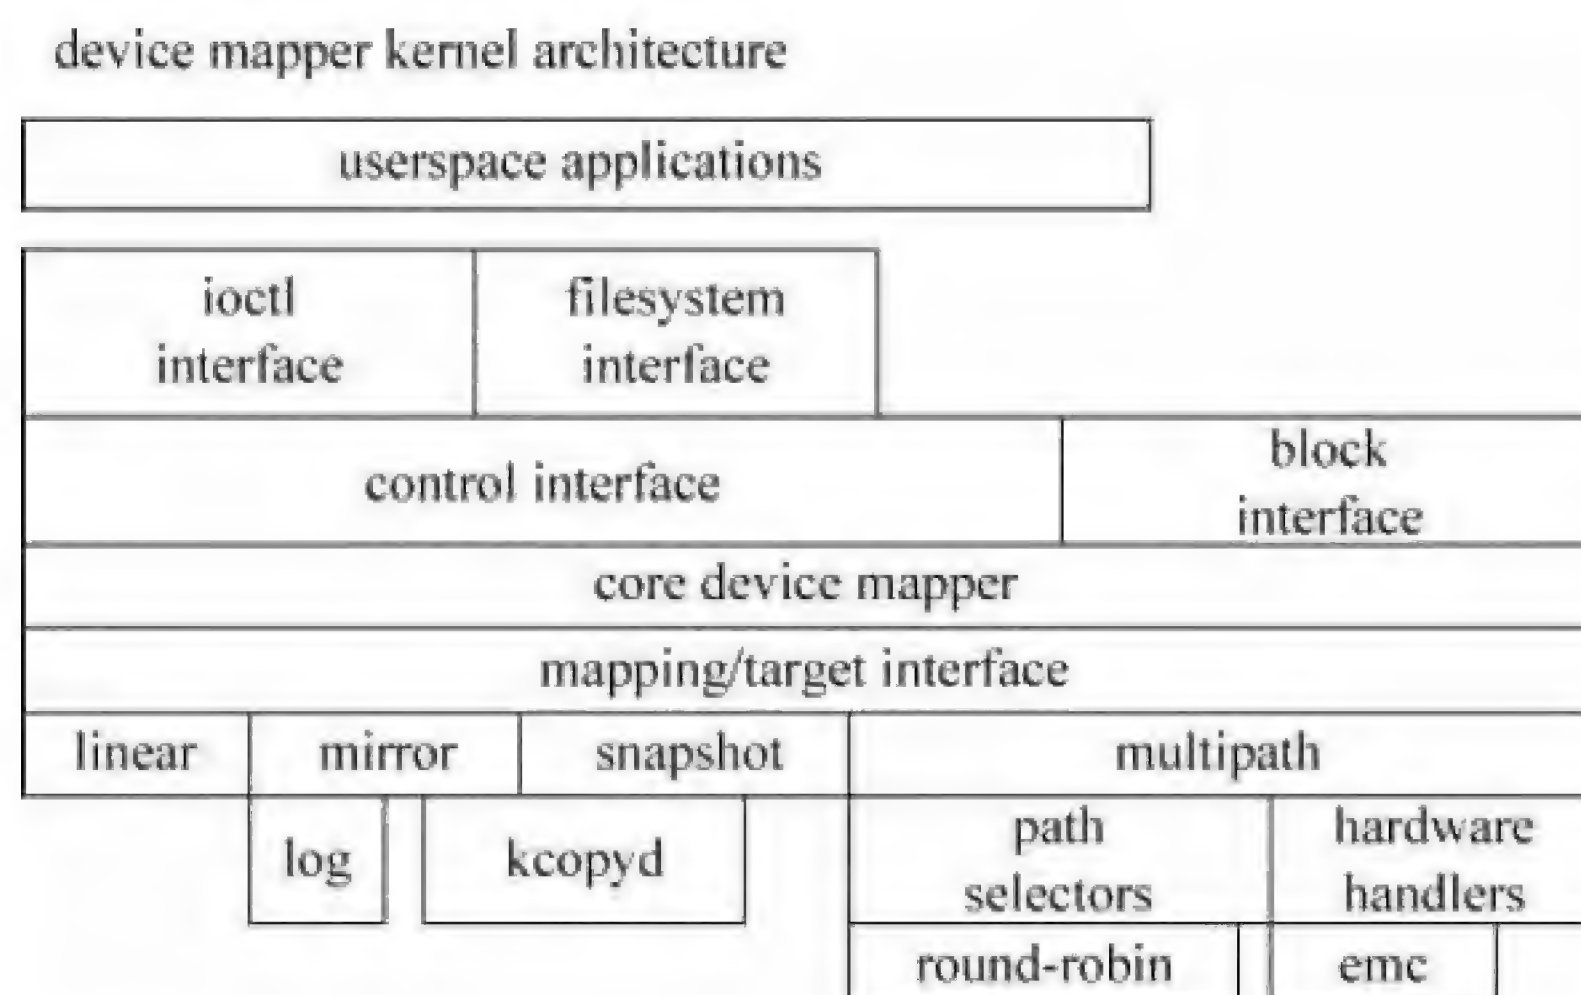 device mapper kernel architecture
userspace applications
ioctl
interface
filesystem
interface
control interface
block
interface
core device mapper
mapping/target interface
linear
mirror
snapshot
multipath
log
kcopyd
path
selectors
hardware
handlers
round-robin
emc